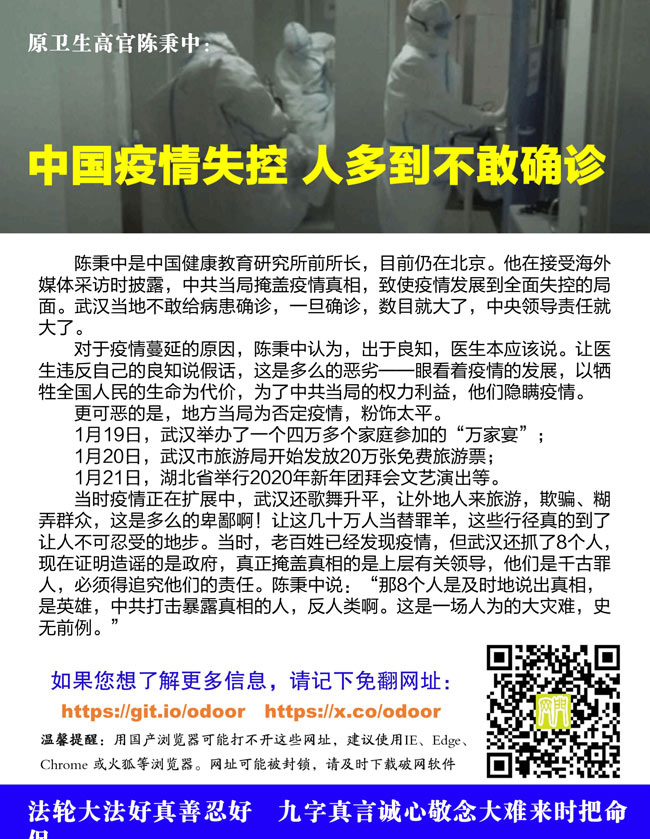 原卫生高官陈秉中：
中国疫情失控 人多到不敢确诊
陈秉中是中国健康教育研究所前所长，目前仍在北京。他在接受海外
媒体采访时披露，中共当局掩盖疫情真相，致使疫情发展到全面失控的局
面。武汉当地不敢给病患确诊，一旦确诊，数目就大了，中央领导责任就
大了。
对于疫情蔓延的原因，陈秉中认为，出于良知，医生本应该说。让医
生违反自己的良知说假话，这是多么的恶劣——眼看着疫情的发展，以牺
牲全国人民的生命为代价，为了中共当局的权力利益，他们隐瞒疫情。
更可恶的是，地方当局为否定疫情，粉饰太平。
1月19日，武汉举办了一个四万多个家庭参加的“万家宴”；
1月20日，武汉市旅游局开始发放20万张免费旅游票；
1月21日，湖北省举行2020年新年团拜会文艺演出等。
当时疫情正在扩展中，武汉还歌舞升平，让外地人来旅游，欺骗、糊
弄群众，这是多么的卑鄙啊！让这几十万人当替罪羊，这些行径真的到了
让人不可忍受的地步。当时，老百姓已经发现疫情，但武汉还抓了8个人，
现在证明造谣的是政府，真正掩盖真相的是上层有关领导，他们是千古罪
人，必须得追究他们的责任。陈秉中说：“那8个人是及时地说出真相，
是英雄，中共打击暴露真相的人，反人类啊。这是一场人为的大灾难，史
无前例。”
如果您想了解更多信息，请记下免翻网址：
https://git.io/odoor https://x.co/odoor
温馨提醒：用国产浏览器可能打不开这些网址，建议使用IE、Edge、
Chrome 或火狐等浏览器。网址可能被封锁，请及时下载破网软件
法轮大法好真善忍好 九字真言诚心敬念大难来时把命